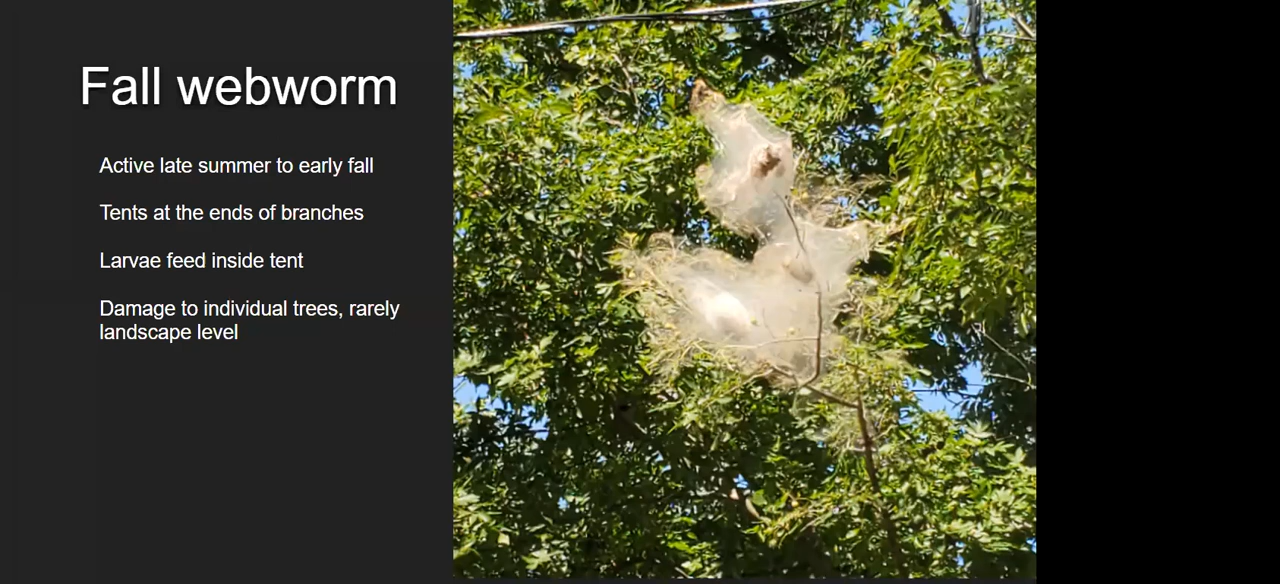 Fall webworm
Active late summer to early fall
Tents at the ends of branches
Larvae feed inside tent
Damage to individual trees, rarely
landscape level